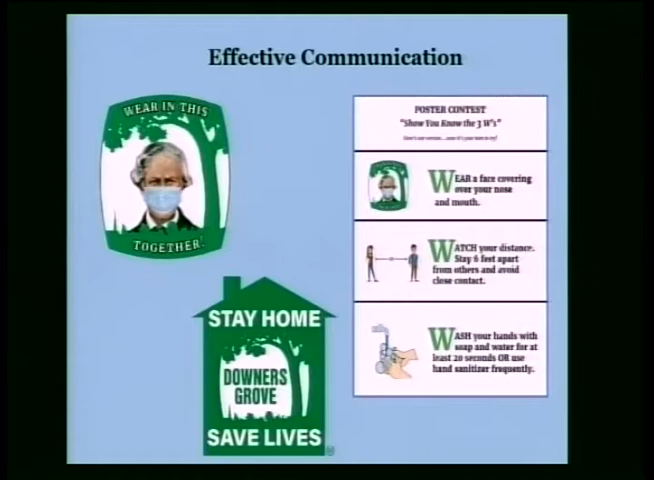 Effective Communication
WEAR IN THIS
TOGETHER!
STAY HOME
DOWNERS
GROVE
SAVE LIVES
POSTER CONTEST
"Show You Know the 3 W's"
WEAR a face covering
over your nose
and mouth.
WATCH your distance.
Stay 6 feet apart
from others and avoid
close contact.
WASH your hands with
soap and water for at
least 20 seconds OR use
hand sanitizer frequently.